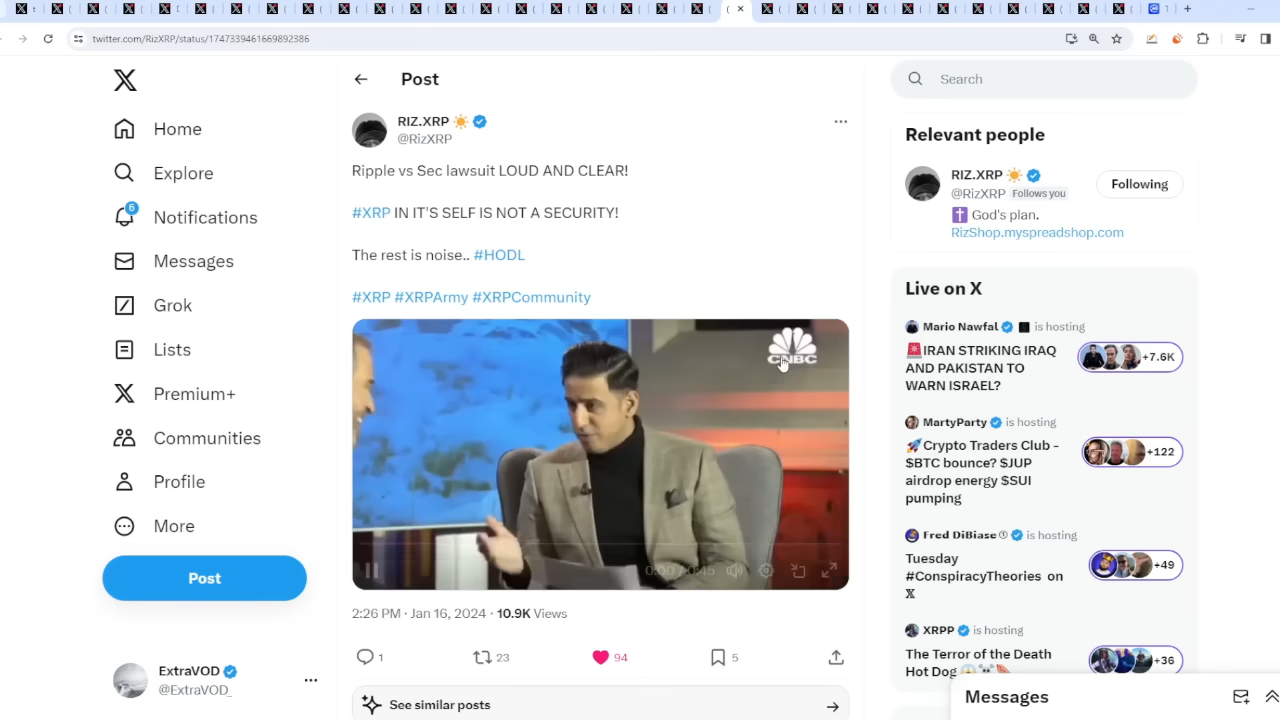 twitter.com/RizXRP/status/1747339461669892386
Home
Explore
6
Notifications
Messages
Grok
Lists
Premium+
Communities
Profile
More
Post
ExtraVOD
@ExtraVOD_
Post
RIZ.XRP
@RizXRP
Ripple vs Sec lawsuit LOUD AND CLEAR!
#XRP IN IT'S SELF IS NOT A SECURITY!
The rest is noise.. #HODL
#XRP #XRPArmy #XRPCommunity
CNBC
0:00 / 0:45
2:26 PM · Jan 16, 2024 · 10.9K Views
1
23
94
5
See similar posts
Search
Relevant people
RIZ.XRP
@RizXRP Follows you
Following
God's plan.
RizShop.myspreadshop.com
Live on X
Mario Nawfal is hosting
IRAN STRIKING IRAQ
AND PAKISTAN TO
WARN ISRAEL?
+7.6K
MartyParty is hosting
Crypto Traders Club -
$BTC bounce? $JUP
airdrop energy $SUI
pumping
+122
Fred DiBiase is hosting
Tuesday
#ConspiracyTheories on
𝕏
+49
XRPP is hosting
The Terror of the Death
Hot Dog
+36
Messages